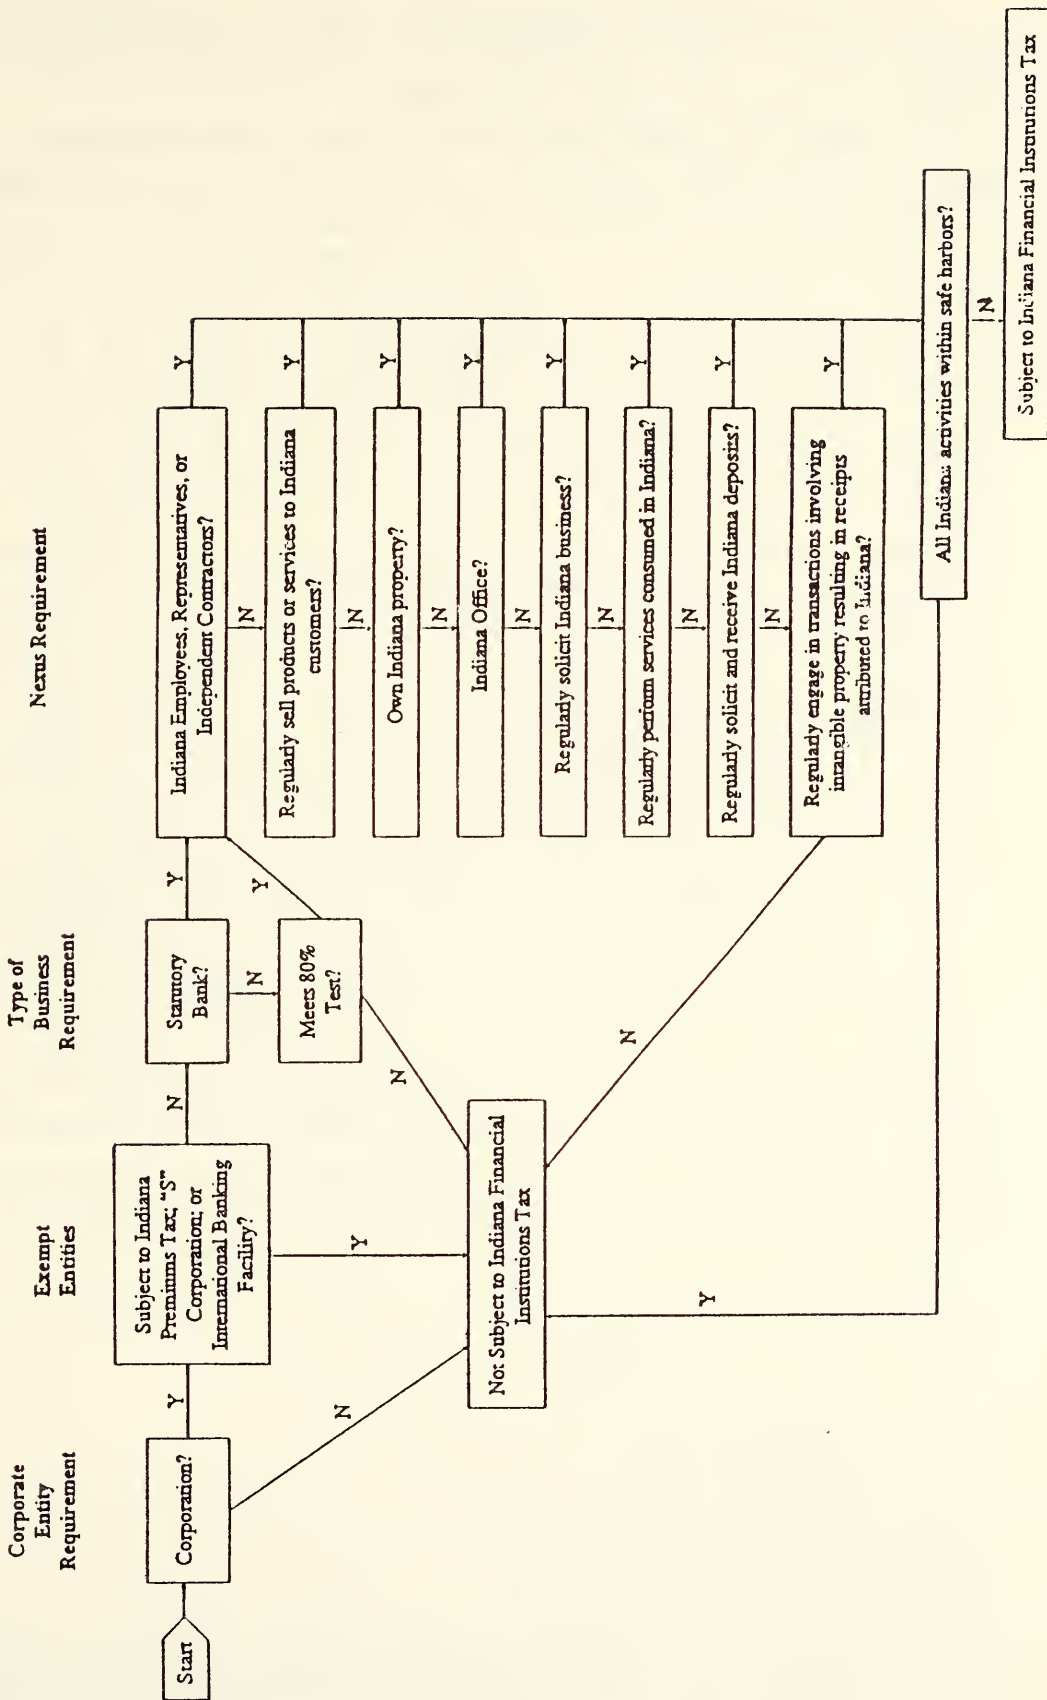 Corporate
Entity
Requirement
Exempt
Entities
Type of
Business
Requirement
Nexus Requirement
Start
Corporation?
Y
N
Subject to Indiana
Premiums Tax; "S"
Corporation; or
International Banking
Facility?
N
Y
Statutory
Bank?
Y
N
Meets 80%
Test?
Y
N
Not Subject to Indiana Financial
Institutions Tax
Indiana Employees, Representatives, or
Independent Contractors?
Y
N
Regularly sell products or services to Indiana
customers?
Y
N
Own Indiana property?
Y
N
Indiana Office?
Y
N
Regularly solicit Indiana business?
Y
N
Regularly perform services consumed in Indiana?
Y
N
Regularly solicit and receive Indiana deposits?
Y
N
Regularly engage in transactions involving
intangible property resulting in receipts
attributed to Indiana?
Y
N
All Indiana activities within safe harbors?
Y
N
Subject to Indiana Financial Institutions Tax